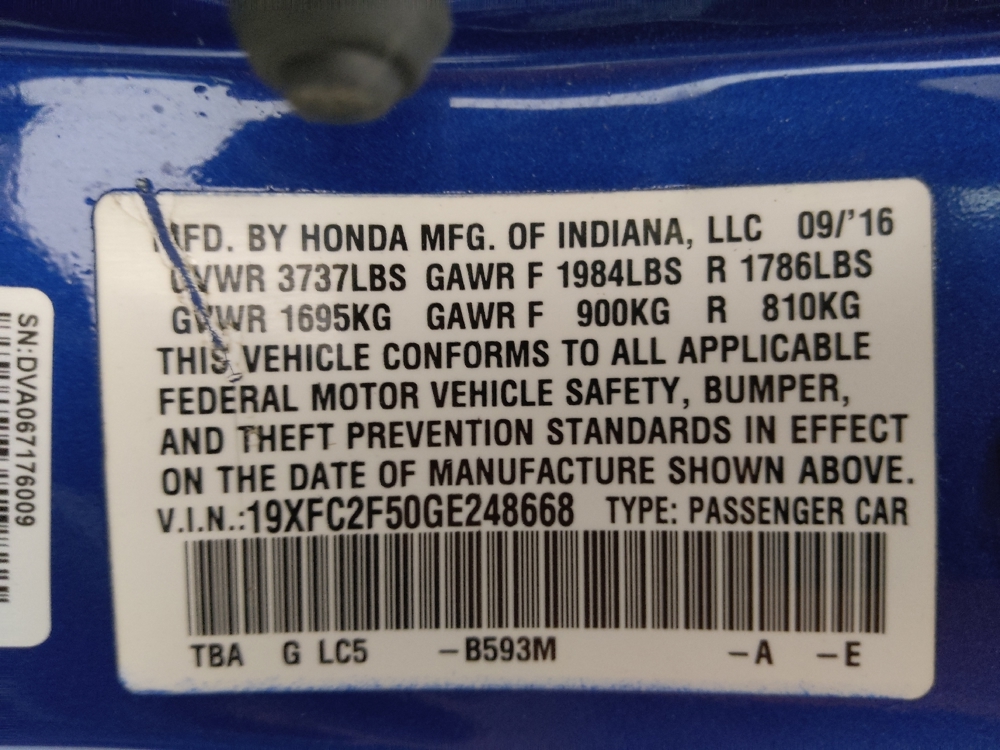 MFD. BY HONDA MFG. OF INDIANA, LLC 09/'16
GVWR 3737LBS GAWR F 1984LBS R 1786LBS
GVWR 1695KG GAWR F 900KG R 810KG
THIS VEHICLE CONFORMS TO ALL APPLICABLE
FEDERAL MOTOR VEHICLE SAFETY, BUMPER,
AND THEFT PREVENTION STANDARDS IN EFFECT
ON THE DATE OF MANUFACTURE SHOWN ABOVE.
V.I.N.:19XFC2F50GE248668 TYPE: PASSENGER CAR
TBA G LC5 -B593M -A -E
SN:DVA067176009